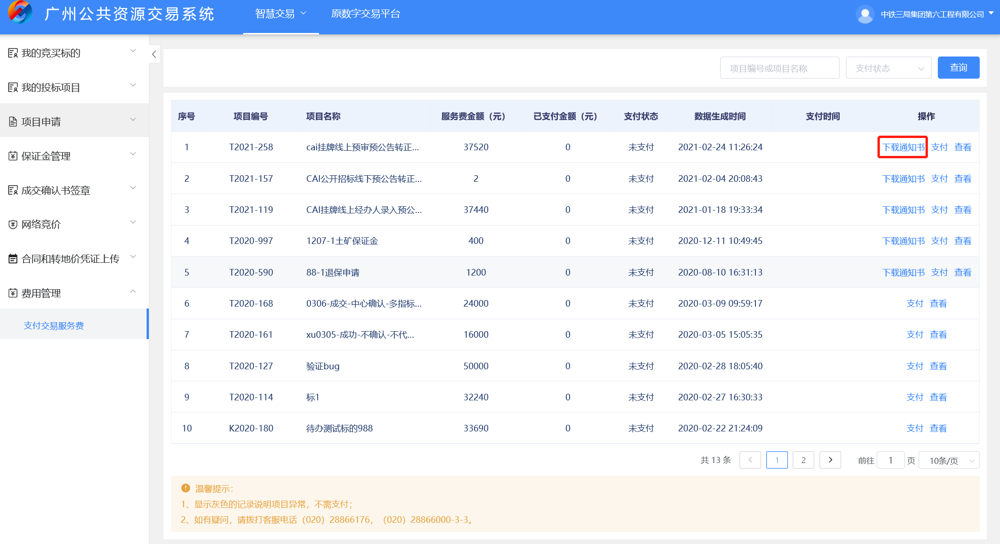 广州公共资源交易系统
智慧交易
原数字交易平台
中铁三局集团第六工程有限公司
我的竞买标的
我的投标项目
项目申请
保证金管理
成交确认书签章
网络竞价
合同和转地价凭证上传
费用管理
支付交易服务费
项目编号或项目名称 支付状态 查询
序号 项目编号 项目名称 服务费金额（元） 已支付金额（元） 支付状态 数据生成时间 支付时间 操作
1 T2021-258 cai挂牌线上预审预公告转正... 37520 0 未支付 2021-02-24 11:26:24 下载通知书 支付 查看
2 T2021-157 CAI公开招标线下预公告转正... 2 0 未支付 2021-02-04 20:08:43 下载通知书 支付 查看
3 T2021-119 CAI挂牌线上经办人录入预公... 37440 0 未支付 2021-01-18 19:33:34 下载通知书 支付 查看
4 T2020-997 1207-1土矿保证金 400 0 未支付 2020-12-11 10:49:45 下载通知书 支付 查看
5 T2020-590 88-1退保申请 1200 0 未支付 2020-08-10 16:31:13 下载通知书 支付 查看
6 T2020-168 0306-成交-中心确认-多指标... 24000 0 未支付 2020-03-09 09:59:17 支付 查看
7 T2020-161 xu0305-成功-不确认-不代... 16000 0 未支付 2020-03-05 15:05:35 支付 查看
8 T2020-127 验证bug 50000 0 未支付 2020-02-28 18:05:40 支付 查看
9 T2020-114 标1 32240 0 未支付 2020-02-27 16:30:33 支付 查看
10 K2020-180 待办测试标的988 33690 0 未支付 2020-02-22 21:24:09 支付 查看
共 13 条 1 2 前往 1 页 10条/页
温馨提示：
1、显示灰色的记录说明项目异常，不需支付；
2、如有疑问，请拨打客服电话（020）28866176，（020）28866000-3-3。